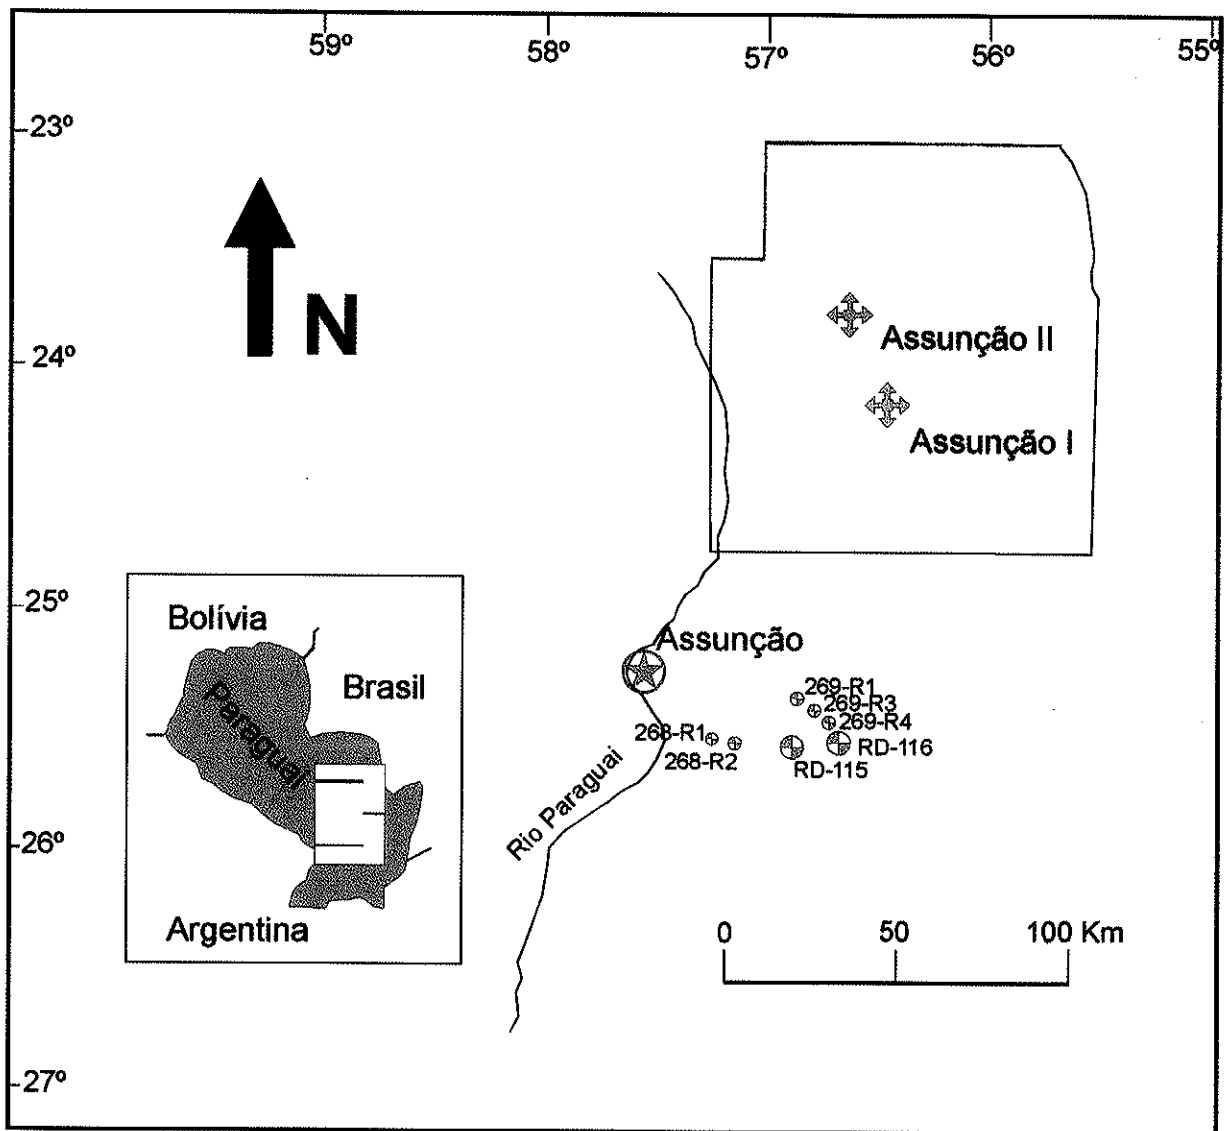 59º
58º
57º
56º
55º
23º
N
Assunção II
24º
Assunção I
25º
Bolívia
Assunção
Brasil
Paraguai
269-R1
269-R3
269-R4
268-R1
268-R2
RD-116
RD-115
Rio Paraguai
26º
Argentina
0 50 100 Km
27º